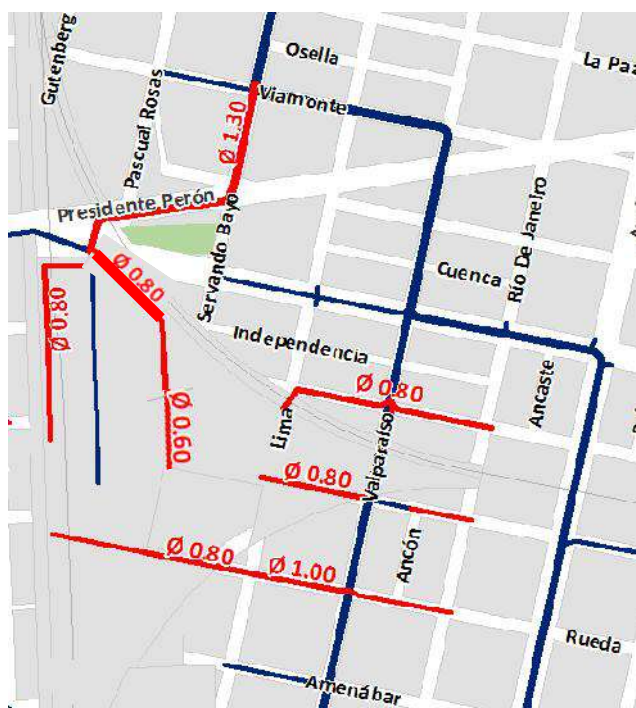 Gutenberg
Osella
La Paz
Pascual Rosas
Viamonte
Ø 1.30
Presidente Perón
Servando Bayo
Río De Janeiro
Cuenca
Ø 0.80
Ø 0.80
Independencia
Ø 0.80
Ancaste
Ø 0.60
Lima
Valparaíso
Ø 0.80
Ø 0.80
Ø 1.00
Ancón
Rueda
Amenábar